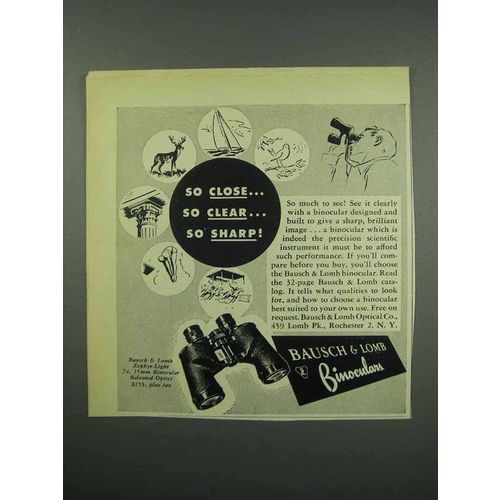 SO CLOSE...
SO CLEAR...
SO SHARP!
So much to see! See it clearly
with a binocular designed and
built to give a sharp, brilliant
image . . . a binocular which is
indeed the precision scientific
instrument it must be to afford
such performance. If you'll com-
pare before you buy, you'll choose
the Bausch & Lomb binocular. Read
the 32-page Bausch & Lomb cata-
log. It tells what qualities to look
for, and how to choose a binocular
best suited to your own use. Free on
request. Bausch & Lomb Optical Co.,
459 Lomb Pk., Rochester 2, N. Y.
Bausch & Lomb
Zephyr-Light
7x, 35mm Binocular
Balanced Optics
$155, plus tax
BAUSCH & LOMB
Binoculars